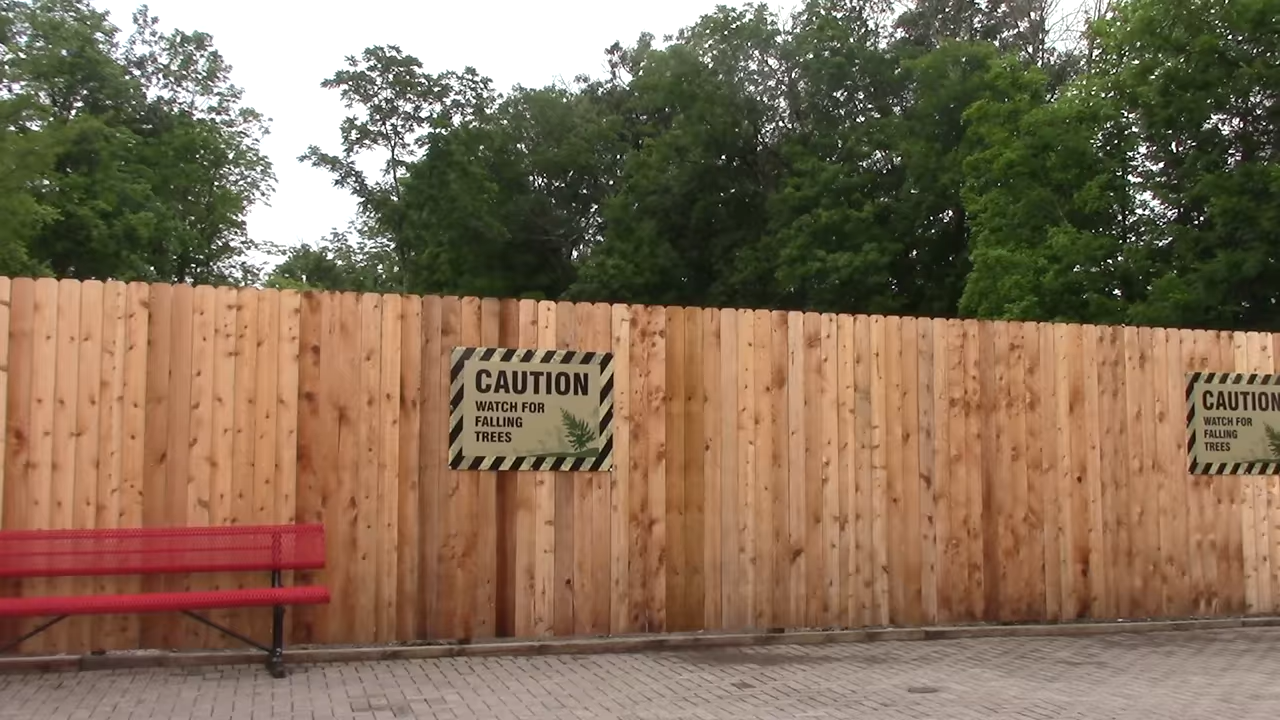 CAUTION
WATCH FOR
FALLING
TREES
CAUTION
WATCH FOR
FALLING
TREES